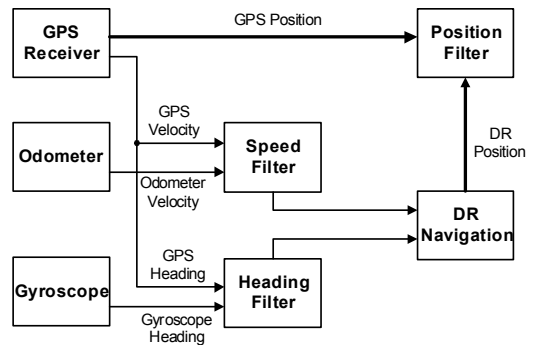 GPS
Receiver
GPS Position
Position
Filter
GPS
Velocity
Odometer
Odometer
Velocity
Speed
Filter
DR
Position
DR
Navigation
GPS
Heading
Gyroscope
Gyroscope
Heading
Heading
Filter